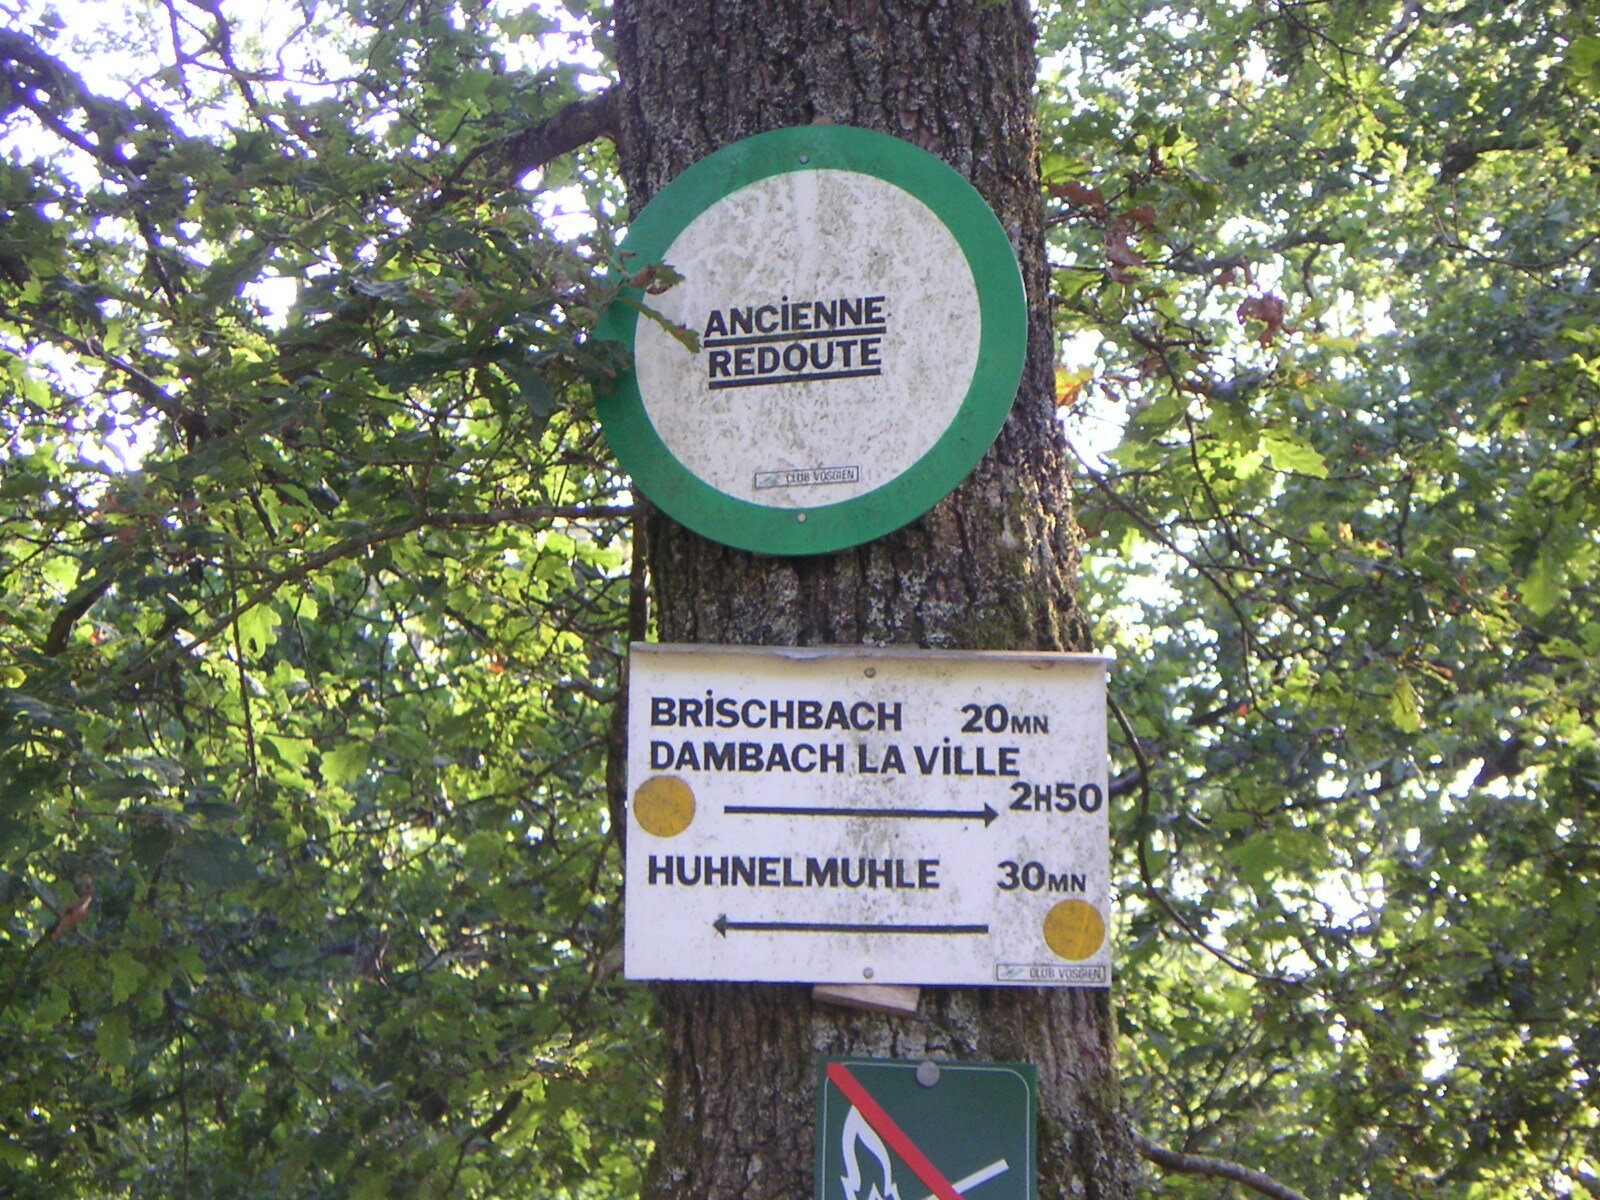 ANCIENNE
REDOUTE
CLUB VOSGIEN
BRISCHBACH 20MN
DAMBACH LA VILLE
2H50
HUHNELMUHLE 30MN
CLUB VOSGIEN